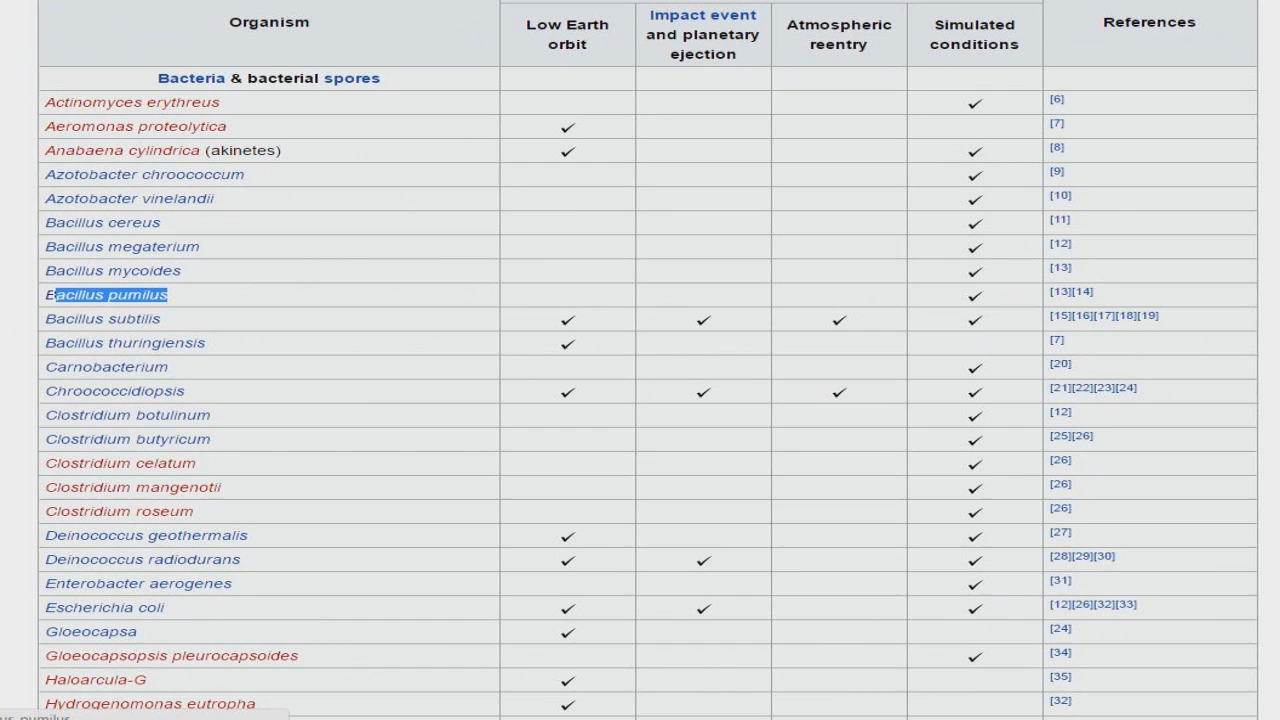 Organism Low Earth orbit Impact event and planetary ejection Atmospheric reentry Simulated conditions References
Bacteria & bacterial spores
Actinomyces erythreus ✓ [6]
Aeromonas proteolytica ✓ [7]
Anabaena cylindrica (akinetes) ✓ ✓ [8]
Azotobacter chroococcum ✓ [9]
Azotobacter vinelandii ✓ [10]
Bacillus cereus ✓ [11]
Bacillus megaterium ✓ [12]
Bacillus mycoides ✓ [13]
Bacillus pumilus ✓ [13][14]
Bacillus subtilis ✓ ✓ ✓ ✓ [15][16][17][18][19]
Bacillus thuringiensis ✓ [7]
Carnobacterium ✓ [20]
Chroococcidiopsis ✓ ✓ ✓ ✓ [21][22][23][24]
Clostridium botulinum ✓ [12]
Clostridium butyricum ✓ [25][26]
Clostridium celatum ✓ [26]
Clostridium mangenotii ✓ [26]
Clostridium roseum ✓ [26]
Deinococcus geothermalis ✓ ✓ [27]
Deinococcus radiodurans ✓ ✓ ✓ [28][29][30]
Enterobacter aerogenes ✓ [31]
Escherichia coli ✓ ✓ ✓ [12][26][32][33]
Gloeocapsa ✓ [24]
Gloeocapsopsis pleurocapsoides ✓ [34]
Haloarcula-G ✓ [35]
Hydrogenomonas eutropha ✓ [32]